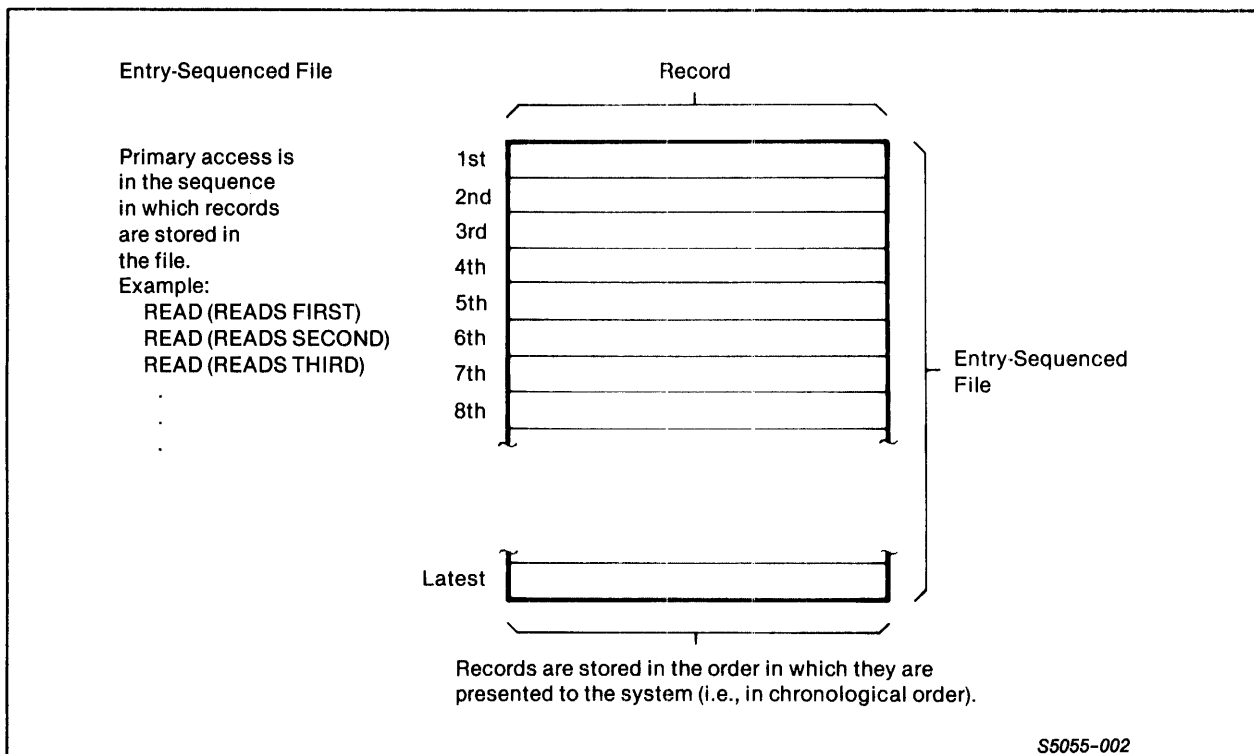 Entry-Sequenced File
Record
Primary access is
in the sequence
in which records
are stored in
the file.
Example:
READ (READS FIRST)
READ (READS SECOND)
READ (READS THIRD)
.
.
.
1st
2nd
3rd
4th
5th
6th
7th
8th
Latest
Entry-Sequenced
File
Records are stored in the order in which they are
presented to the system (i.e., in chronological order).
S5055-002